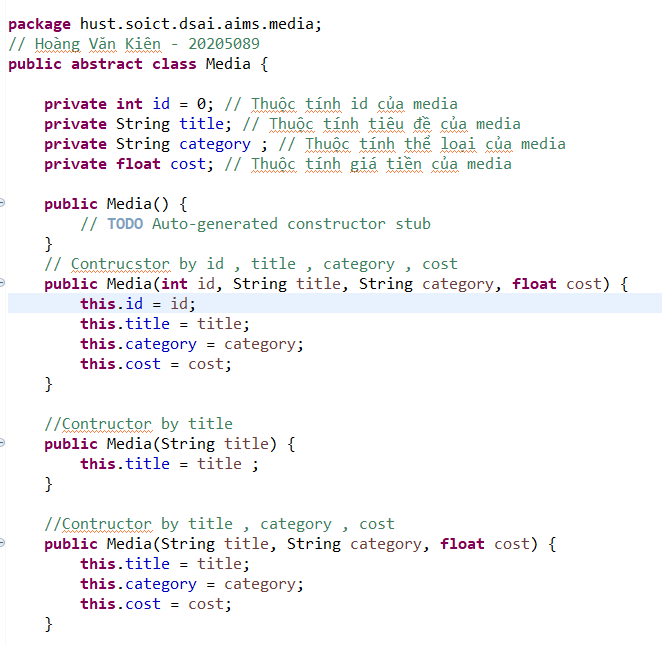 package hust.soict.dsai.aims.media;
// Hoàng Văn Kiên - 20205089
public abstract class Media {
private int id = 0; // Thuộc tính id của media
private String title; // Thuộc tính tiêu đề của media
private String category ; // Thuộc tính thể loại của media
private float cost; // Thuộc tính giá tiền của media
public Media() {
// TODO Auto-generated constructor stub
}
// Contrucstor by id , title , category , cost
public Media(int id, String title, String category, float cost) {
this.id = id;
this.title = title;
this.category = category;
this.cost = cost;
}
//Contructor by title
public Media(String title) {
this.title = title ;
}
//Contructor by title , category , cost
public Media(String title, String category, float cost) {
this.title = title;
this.category = category;
this.cost = cost;
}